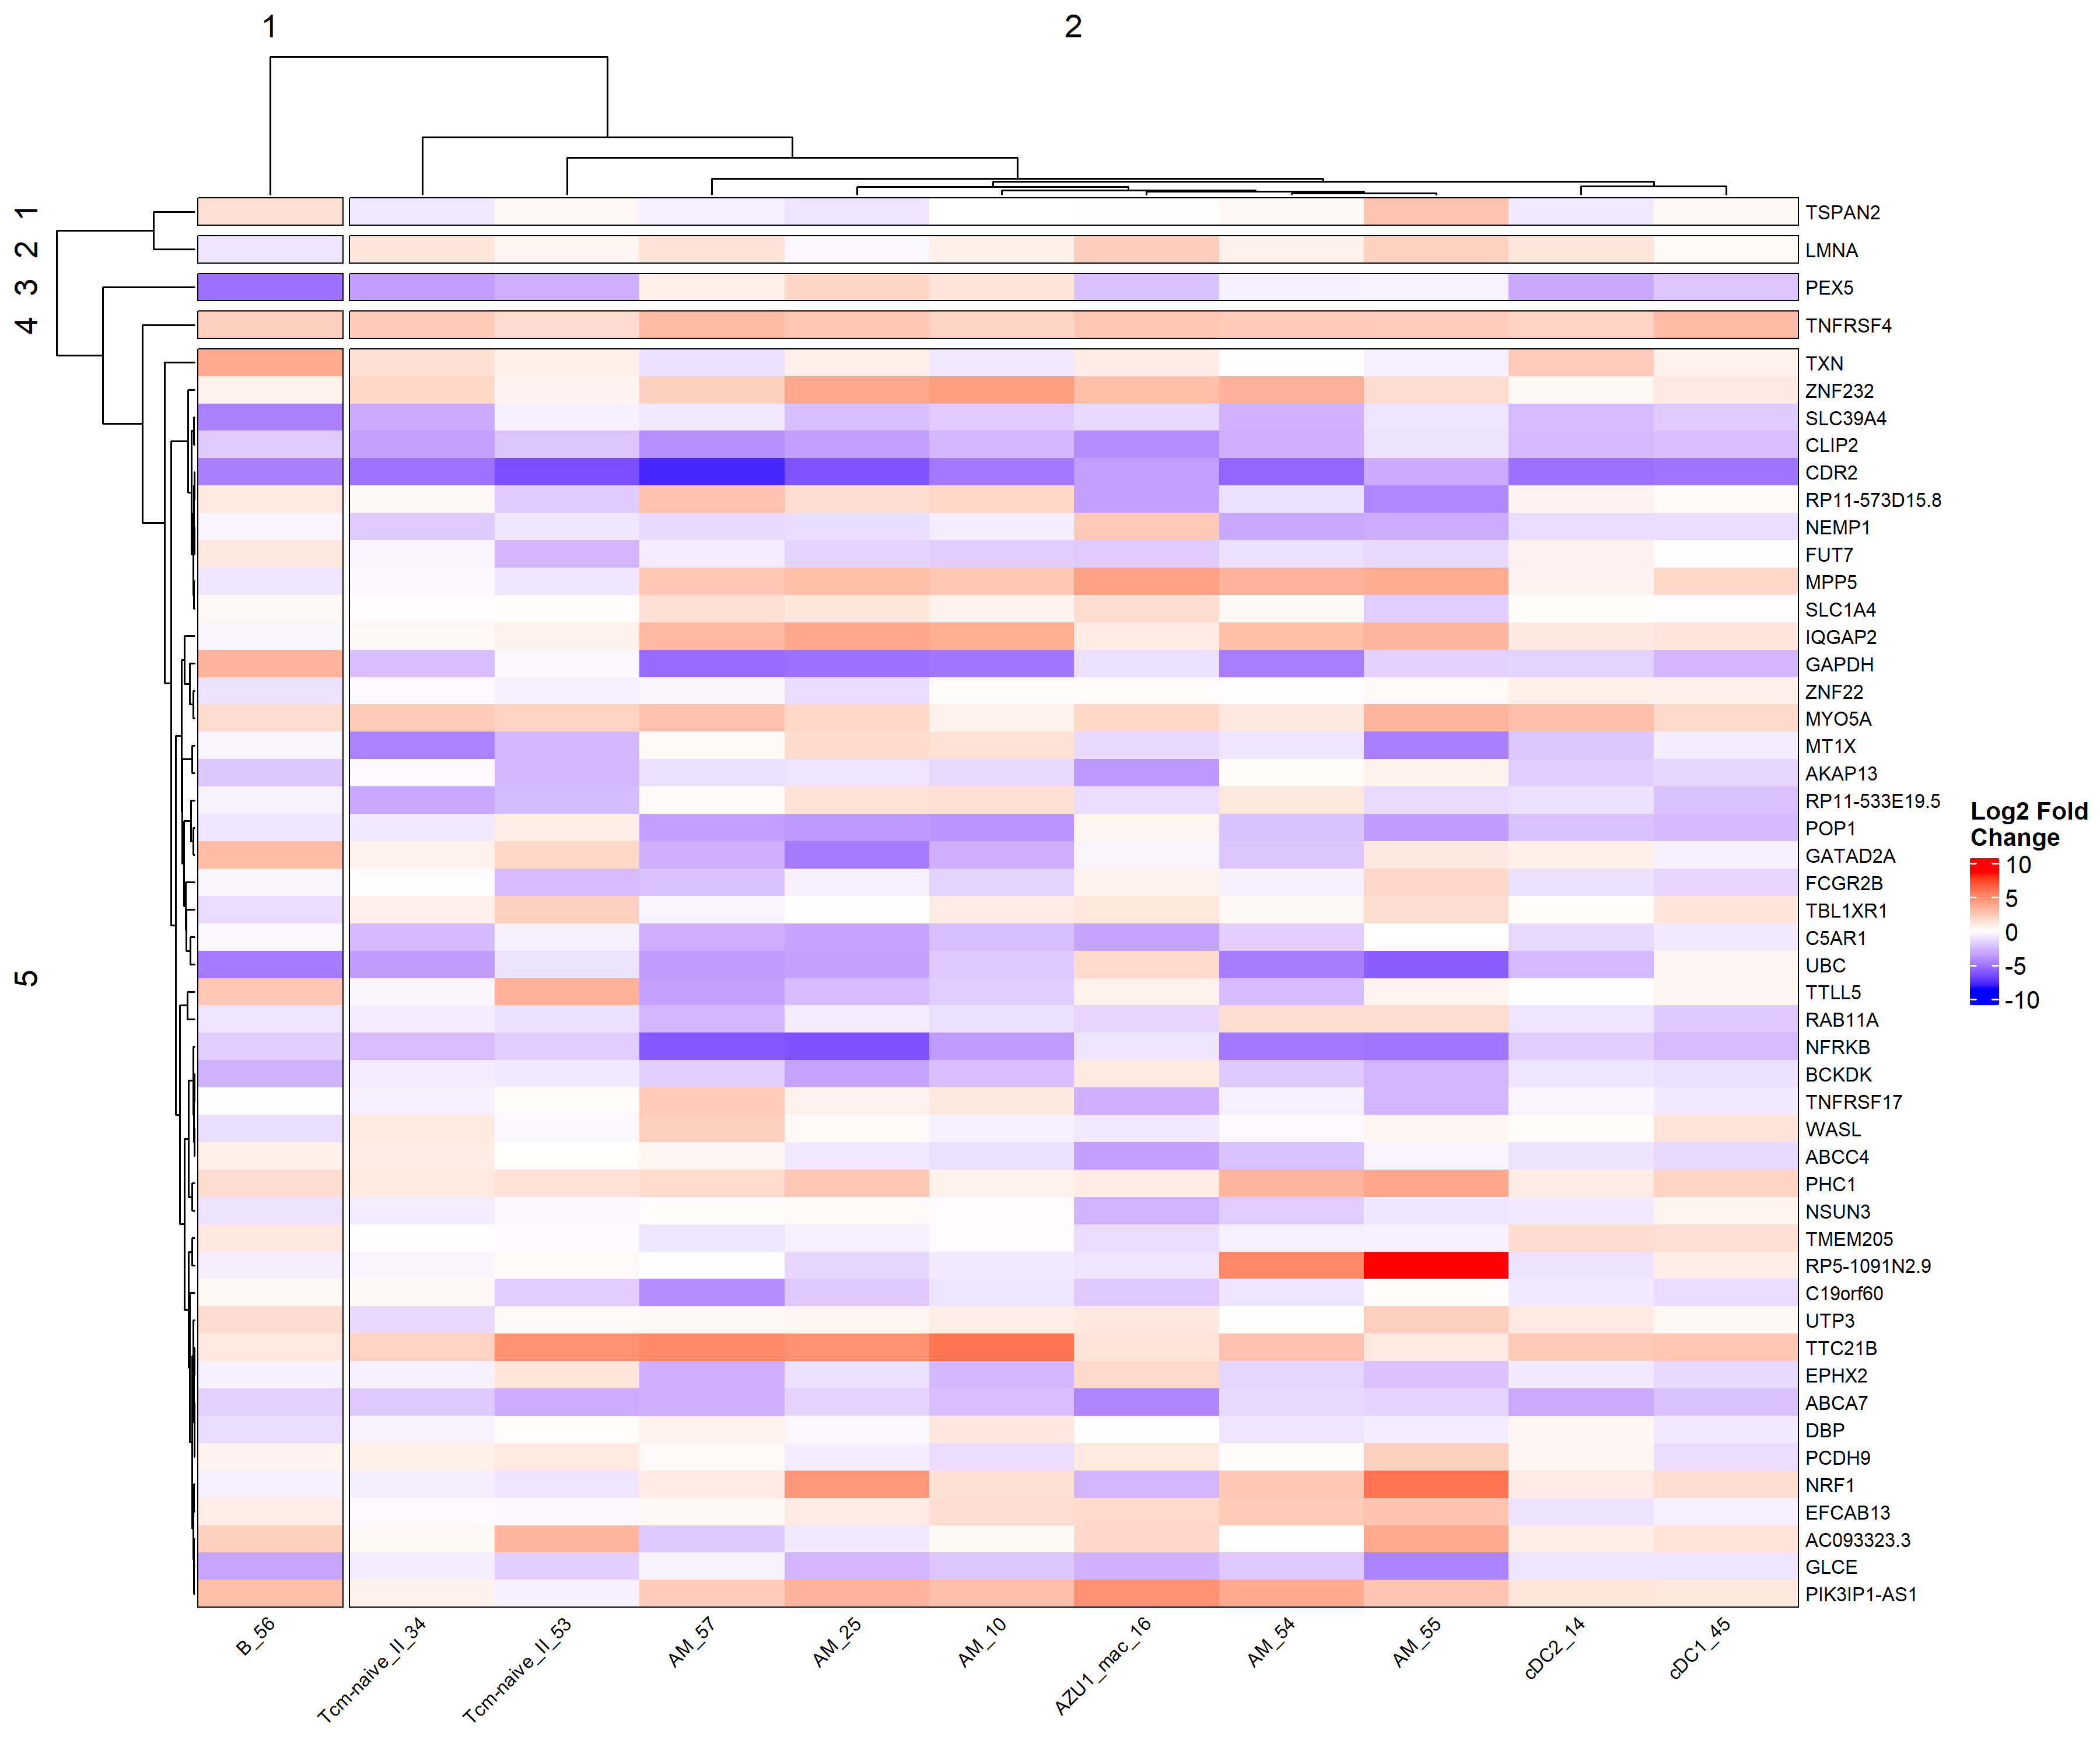 1
2
1
2
3
4
5
TSPAN2
LMNA
PEX5
TNFRSF4
TXN
ZNF232
SLC39A4
CLIP2
CDR2
RP11-573D15.8
NEMP1
FUT7
MPP5
SLC1A4
IQGAP2
GAPDH
ZNF22
MYO5A
MT1X
AKAP13
RP11-533E19.5
POP1
GATAD2A
FCGR2B
TBL1XR1
C5AR1
UBC
TTLL5
RAB11A
NFRKB
BCKDK
TNFRSF17
WASL
ABCC4
PHC1
NSUN3
TMEM205
RP5-1091N2.9
C19orf60
UTP3
TTC21B
EPHX2
ABCA7
DBP
PCDH9
NRF1
EFCAB13
AC093323.3
GLCE
PIK3IP1-AS1
B_56
Tcm-naive_II_34
Tcm-naive_II_53
AM_57
AM_25
AM_10
AZU1_mac_16
AM_54
AM_55
cDC2_14
cDC1_45
Log2 Fold
Change
10
5
0
-5
-10